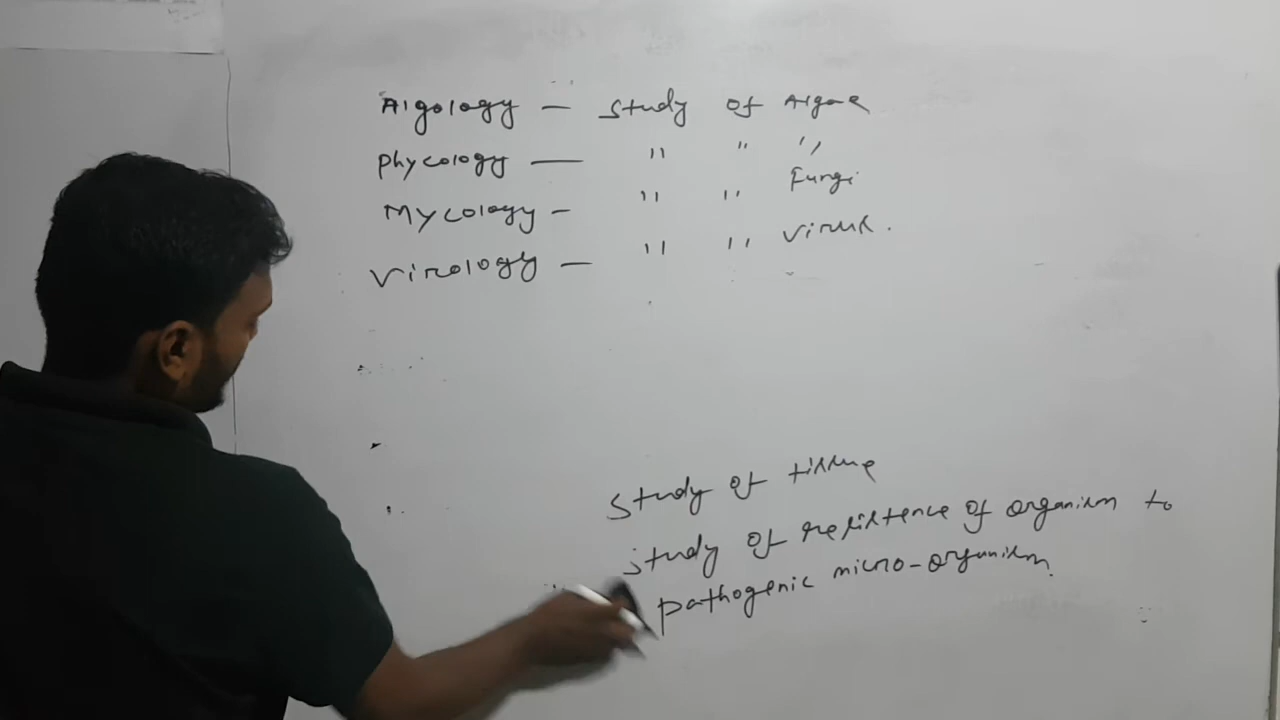 Algology — Study of Algae
Phycology — " " "
Mycology — " " Fungi
Virology — " " Virus.
Study of tissue
Study of resistence of organism to
pathogenic micro-organism.